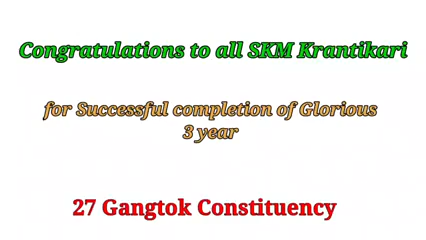 Congratulations to all SKM Krantikari
for Successful completion of Glorious
3 year
27 Gangtok Constituency